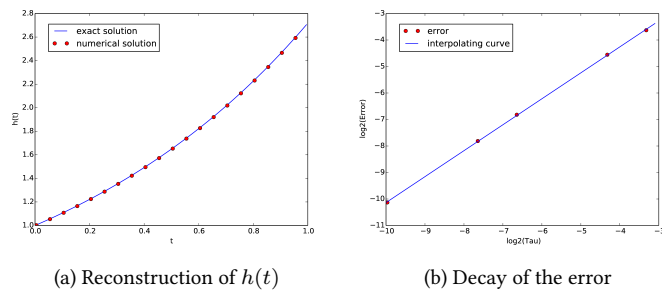 2.8
2.6
2.4
2.2
2.0
1.8
1.6
1.4
1.2
1.0
h(t)
exact solution
numerical solution
0.0 0.2 0.4 0.6 0.8 1.0
t
(a) Reconstruction of h(t)
−3
−4
−5
−6
−7
−8
−9
−10
−11
log2(Error)
error
interpolating curve
−10 −9 −8 −7 −6 −5 −4 −3
log2(Tau)
(b) Decay of the error